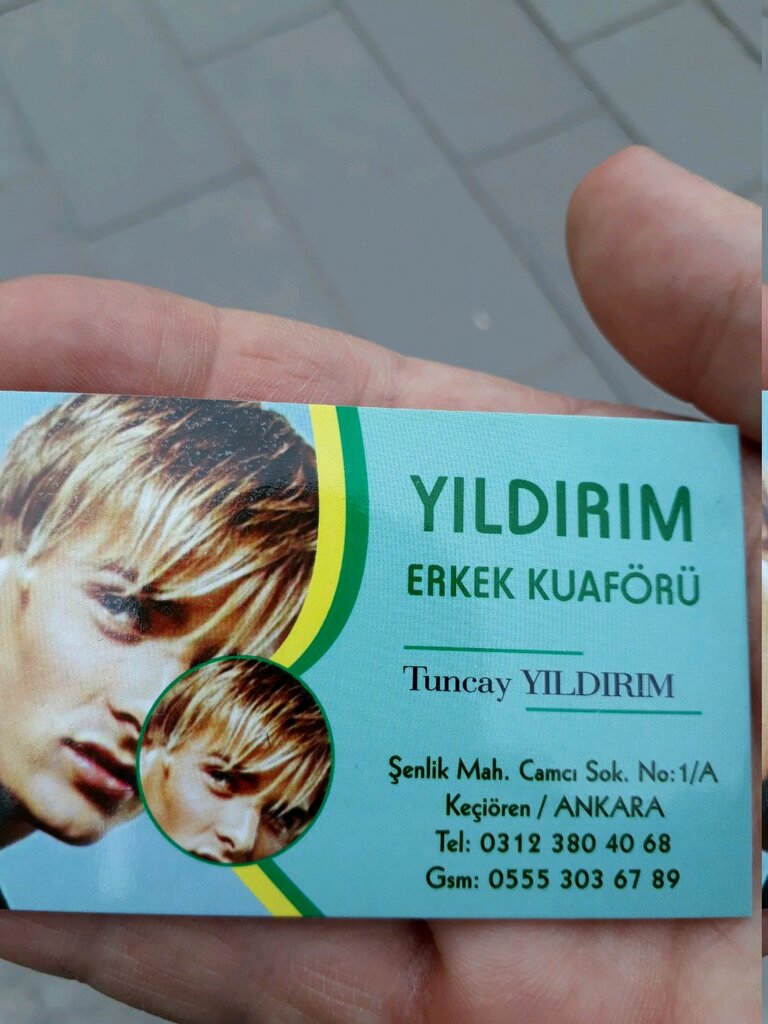 YILDIRIM
ERKEK KUAFÖRÜ
Tuncay YILDIRIM
Şenlik Mah. Camcı Sok. No:1/A
Keçiören / ANKARA
Tel: 0312 380 40 68
Gsm: 0555 303 67 89